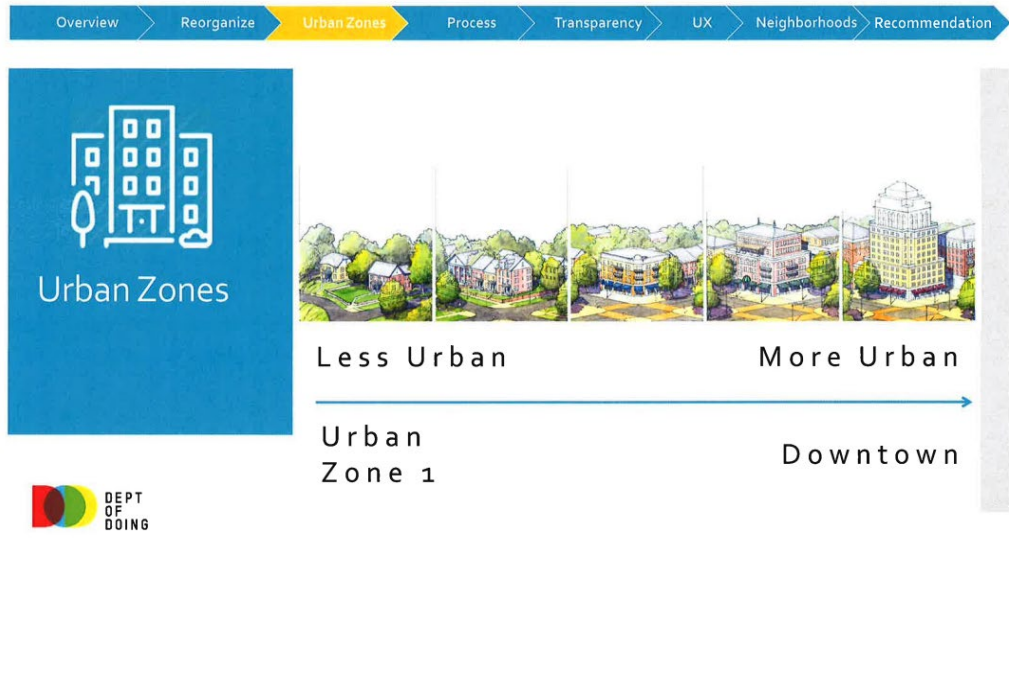 Overview Reorganize Urban Zones Process Transparency UX Neighborhoods Recommendation
Urban Zones
Less Urban More Urban
Urban
Zone 1
Downtown
DEPT
OF
DOING